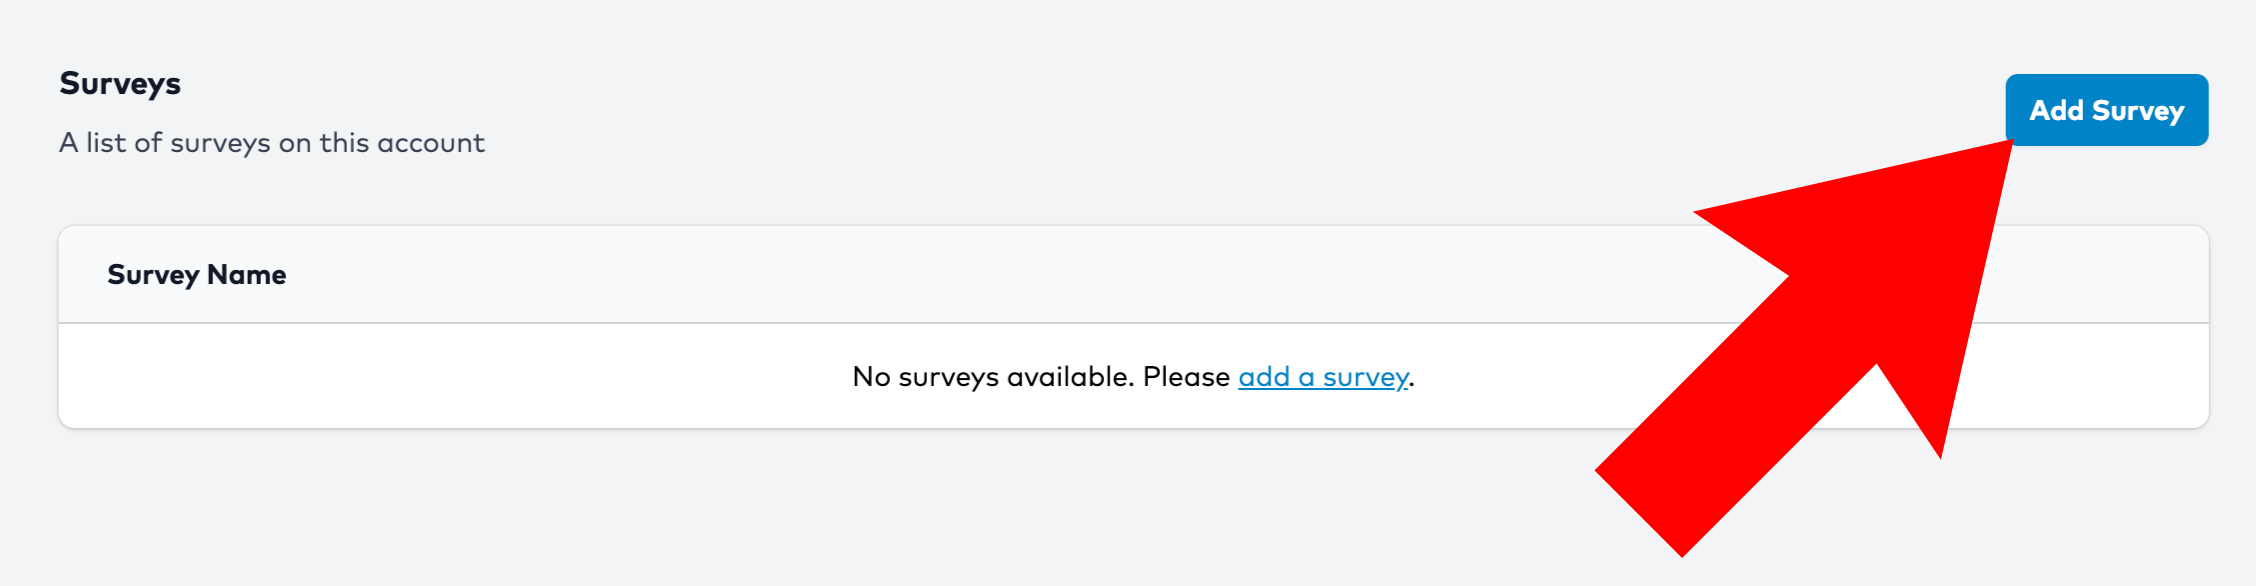 Surveys
Add Survey
A list of surveys on this account
Survey Name
No surveys available. Please add a survey.